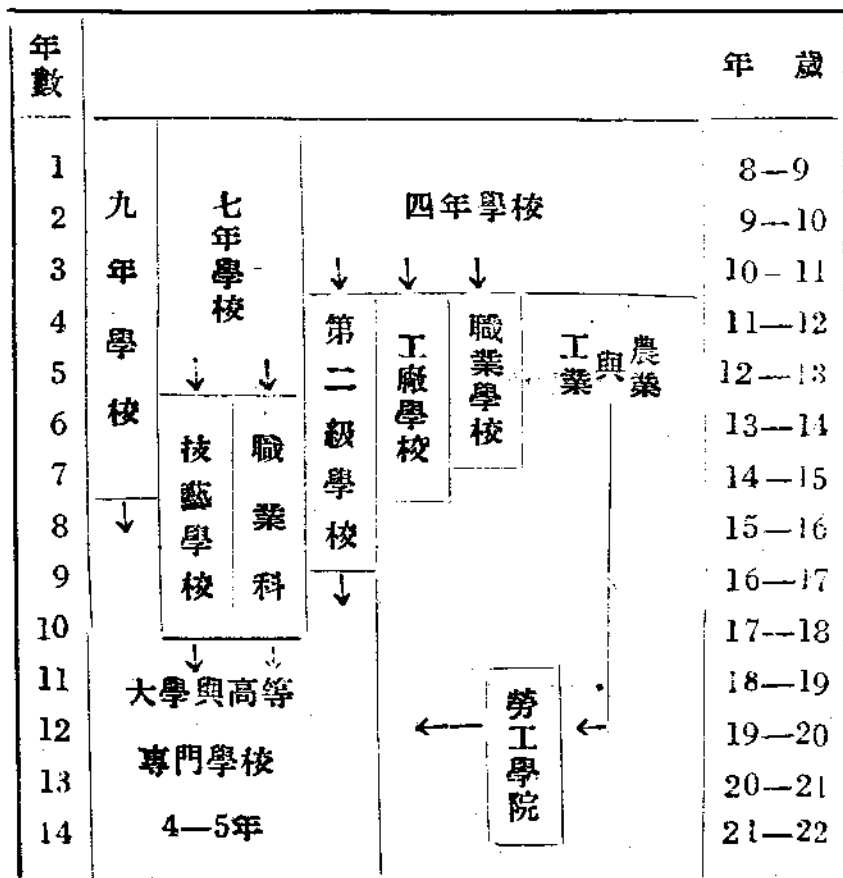 年數
年 歲
1
2
3
4
5
6
7
8
9
10
11
12
13
14
九年學校
七年學校
四年學校
技藝學校
職業科
第二級學校
工廠學校
職業學校
工業與農業
大學與高等
專門學校
4—5年
勞工學院
8—9
9—10
10—11
11—12
12—13
13—14
14—15
15—16
16—17
17—18
18—19
19—20
20—21
21—22